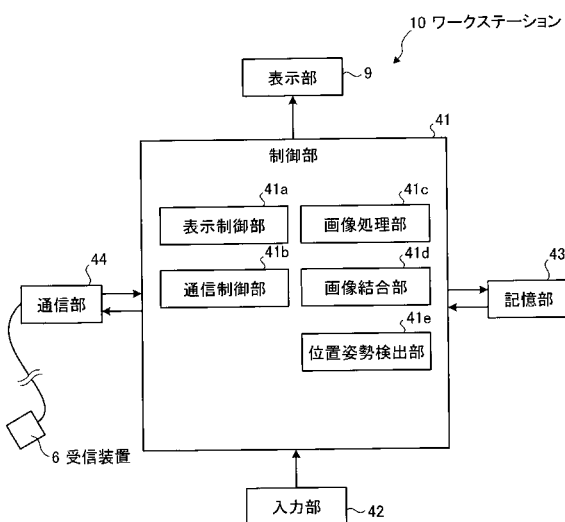 10 ワークステーション
表示部
9
41
制御部
41a
41c
表示制御部
画像処理部
41b
41d
通信制御部
画像結合部
41e
位置姿勢検出部
44
通信部
43
記憶部
6 受信装置
入力部
42